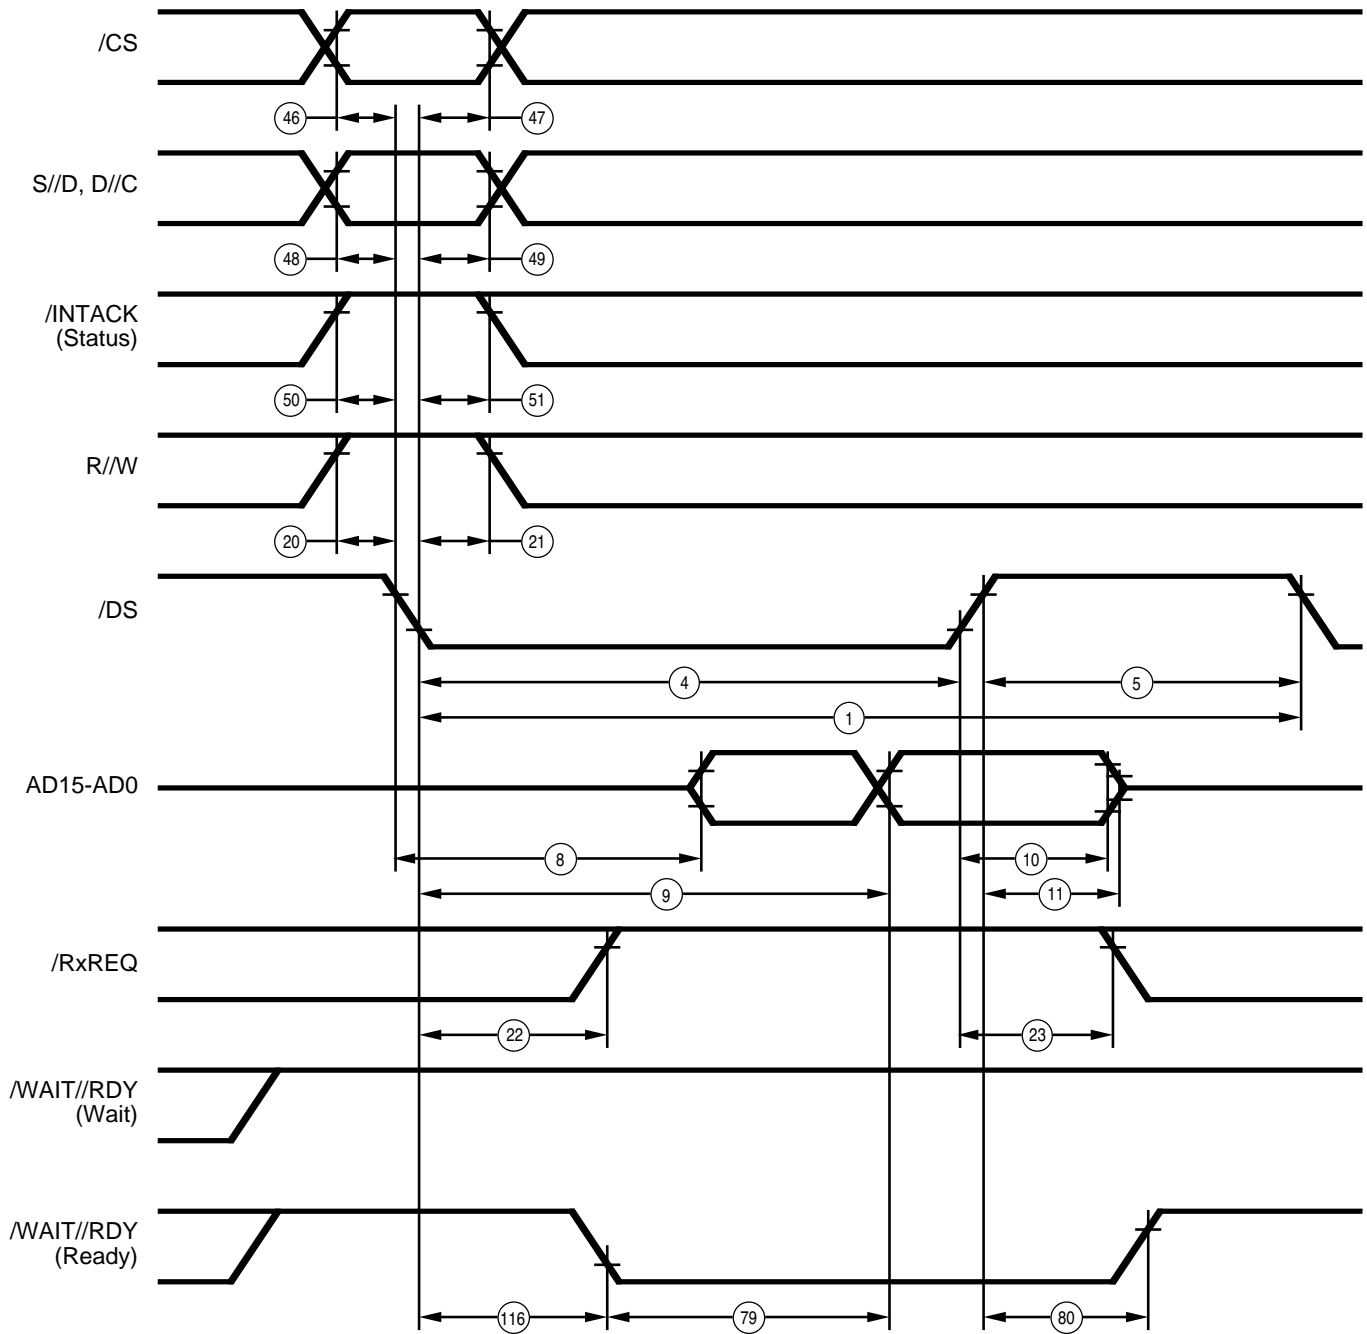 /CS
46
47
S//D, D//C
48
49
/INTACK
(Status)
50
51
R//W
20
21
/DS
4
5
1
AD15-AD0
8
10
9
11
/RxREQ
22
23
/WAIT//RDY
(Wait)
/WAIT//RDY
(Ready)
116
79
80